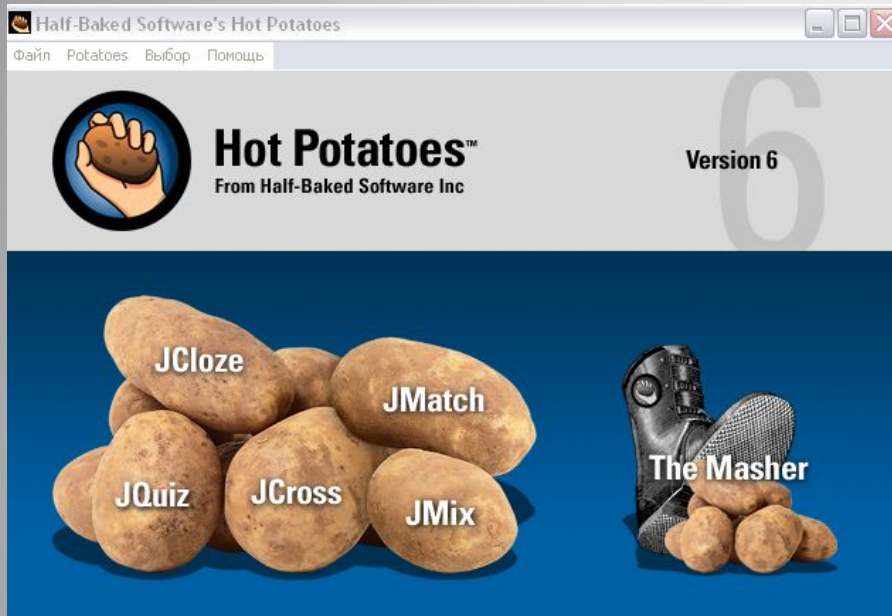 Half-Baked Software's Hot Potatoes
Файл Potatoes Выбор Помощь
Hot Potatoes™
From Half-Baked Software Inc
Version 6
6
JCloze
JMatch
JQuiz
JCross
JMix
The Masher